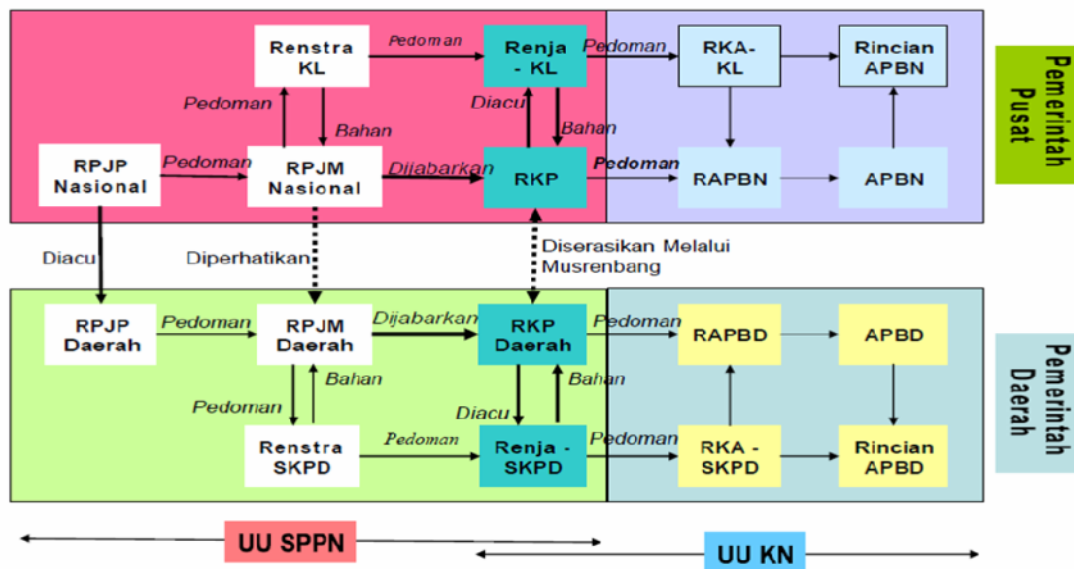 Renstra
KL
Pedoman
Renja
- KL
Pedoman
RKA-
KL
Rincian
APBN
Pedoman
Bahan
Diacu
Bahan
RPJP
Nasional
Pedoman
RPJM
Nasional
Dijabarkan
RKP
Pedoman
RAPBN
APBN
Pemerintah
Pusat
Diacu
Diperhatikan
Diserasikan Melalui
Musrenbang
RPJP
Daerah
Pedoman
RPJM
Daerah
Dijabarkan
RKP
Daerah
Pedoman
RAPBD
APBD
Pedoman
Bahan
Diacu
Bahan
Renstra
SKPD
Pedoman
Renja -
SKPD
Pedoman
RKA -
SKPD
Rincian
APBD
Pemerintah
Daerah
UU SPPN
UU KN